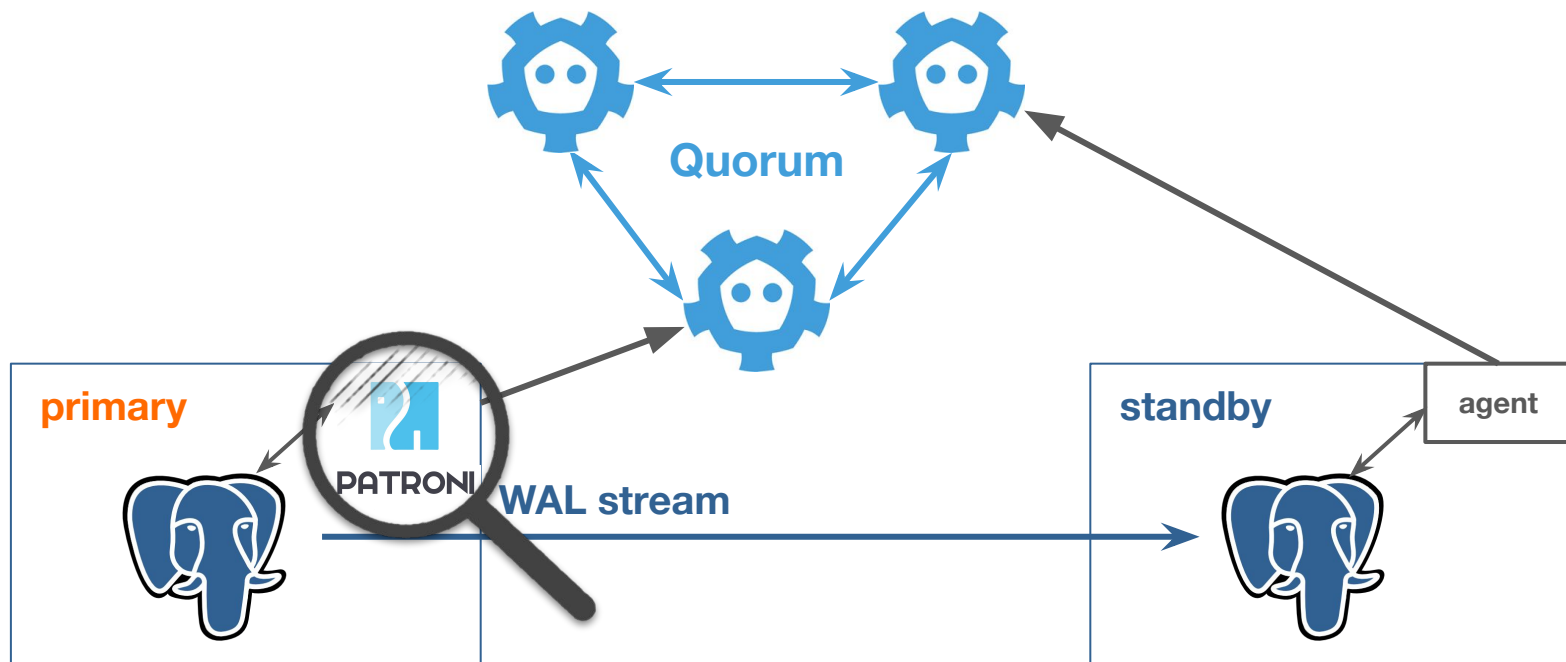 Quorum
primary
PATRONI
WAL stream
standby
agent